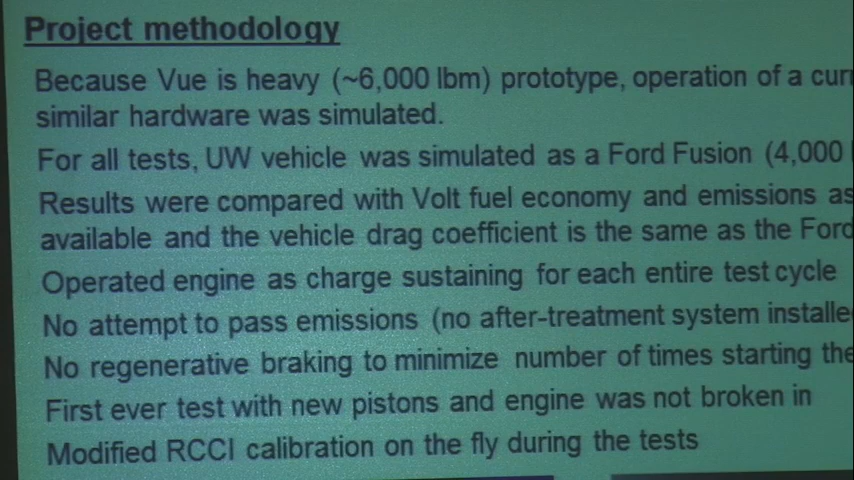 Project methodology
Because Vue is heavy (~6,000 lbm) prototype, operation of a
similar hardware was simulated.
For all tests, UW vehicle was simulated as a Ford Fusion (4,000
Results were compared with Volt fuel economy and emissions as
available and the vehicle drag coefficient is the same as the Ford
Operated engine as charge sustaining for each entire test cycle
No attempt to pass emissions (no after-treatment system
No regenerative braking to minimize number of times starting the
First ever test with new pistons and engine was not broken in
Modified RCCI calibration on the fly during the tests